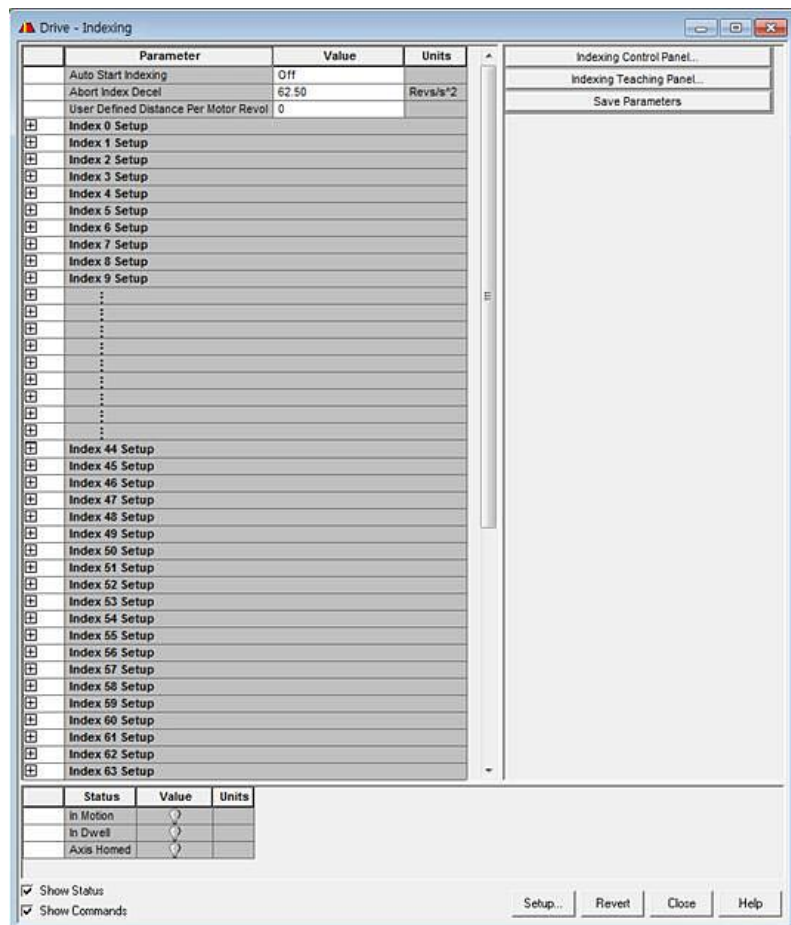 Drive - Indexing
Parameter Value Units
Auto Start Indexing Off
Abort Index Decel 62.50 Revs/s^2
User Defined Distance Per Motor Revol 0
Index 0 Setup
Index 1 Setup
Index 2 Setup
Index 3 Setup
Index 4 Setup
Index 5 Setup
Index 6 Setup
Index 7 Setup
Index 8 Setup
Index 9 Setup
Index 44 Setup
Index 45 Setup
Index 46 Setup
Index 47 Setup
Index 48 Setup
Index 49 Setup
Index 50 Setup
Index 51 Setup
Index 52 Setup
Index 53 Setup
Index 54 Setup
Index 55 Setup
Index 56 Setup
Index 57 Setup
Index 58 Setup
Index 59 Setup
Index 60 Setup
Index 61 Setup
Index 62 Setup
Index 63 Setup
Indexing Control Panel...
Indexing Teaching Panel...
Save Parameters
Status Value Units
In Motion
In Dwell
Axis Homed
Show Status
Show Commands
Setup... Revert Close Help